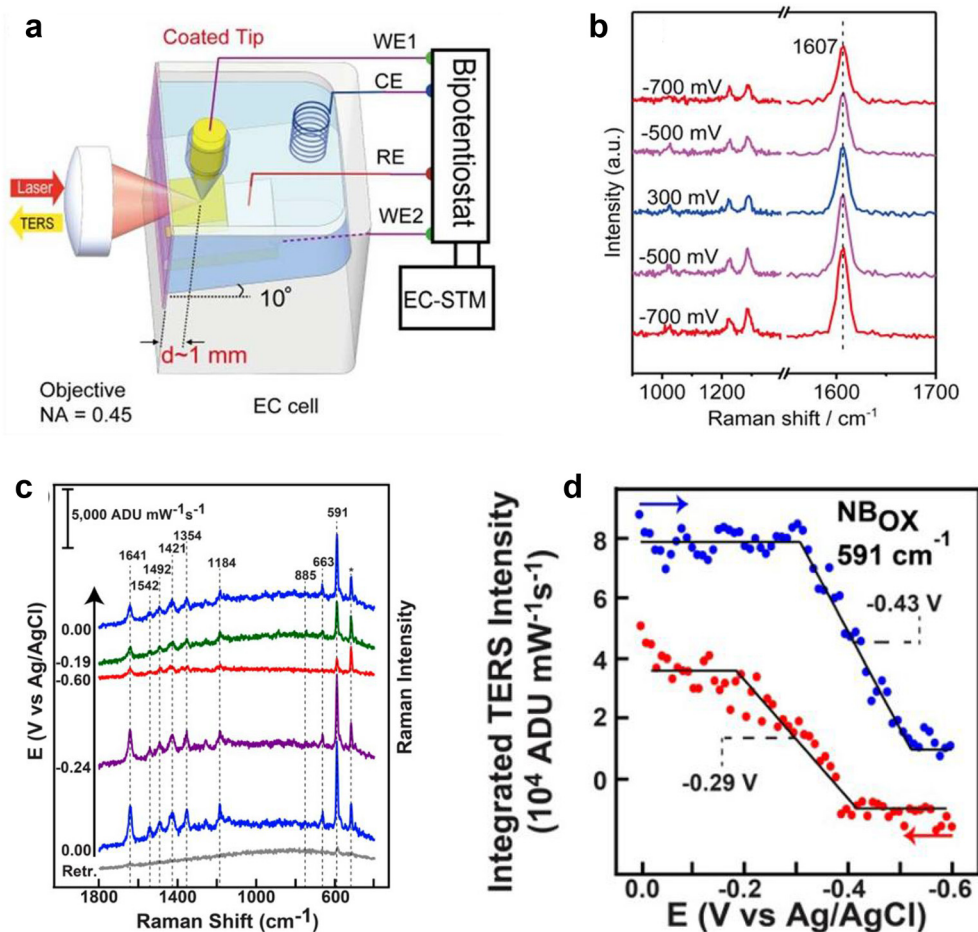 a
Coated Tip
WE1
CE
RE
WE2
Bipotentiostat
EC-STM
Laser
TERS
10°
d~1 mm
Objective
NA = 0.45
EC cell
b
1607
-700 mV
-500 mV
300 mV
-500 mV
-700 mV
Intensity (a.u.)
1000 1200 1600 1700
Raman shift / cm⁻¹
c
5,000 ADU mW⁻¹s⁻¹
591
1641
1542
1492
1421
1354
1184
885
663
*
0.00
-0.19
-0.60
-0.24
0.00
Retr.
E (V vs Ag/AgCl)
Raman Intensity
1800 1400 1000 600
Raman Shift (cm⁻¹)
d
NB_OX
591 cm⁻¹
-0.43 V
-0.29 V
8
6
4
2
0
Integrated TERS Intensity
(10⁴ ADU mW⁻¹s⁻¹)
0.0 -0.2 -0.4 -0.6
E (V vs Ag/AgCl)